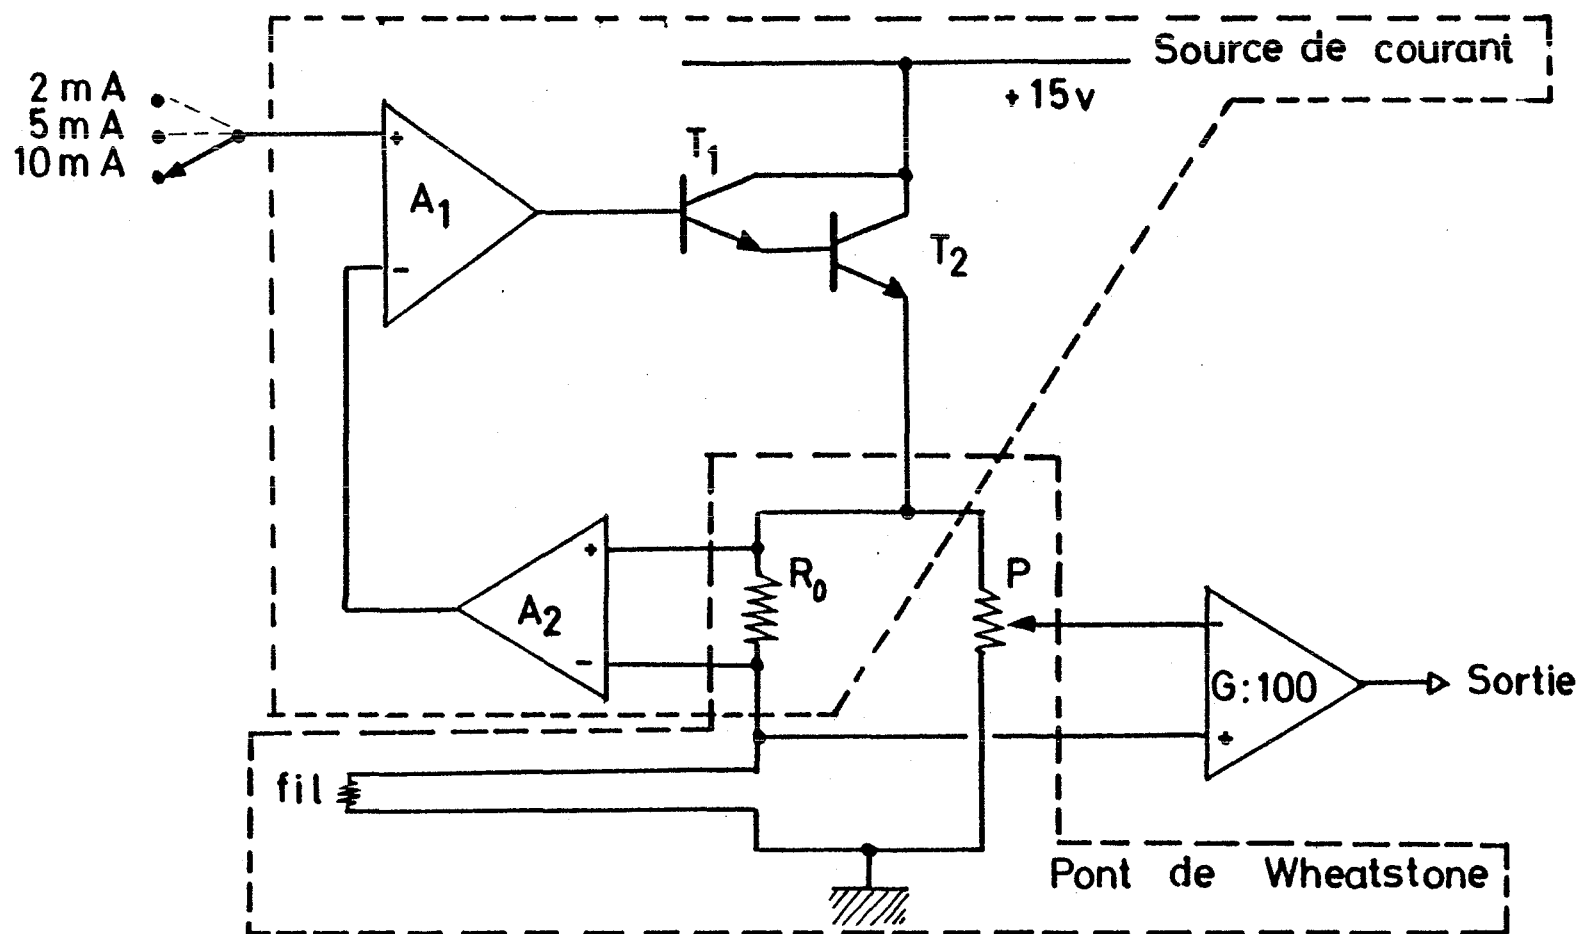 Source de courant
2 mA
5 mA
10 mA
+15v
T1
+
A1
-
T2
+
R0
P
A2
-
-
G:100
+
Sortie
fil
Pont de Wheatstone